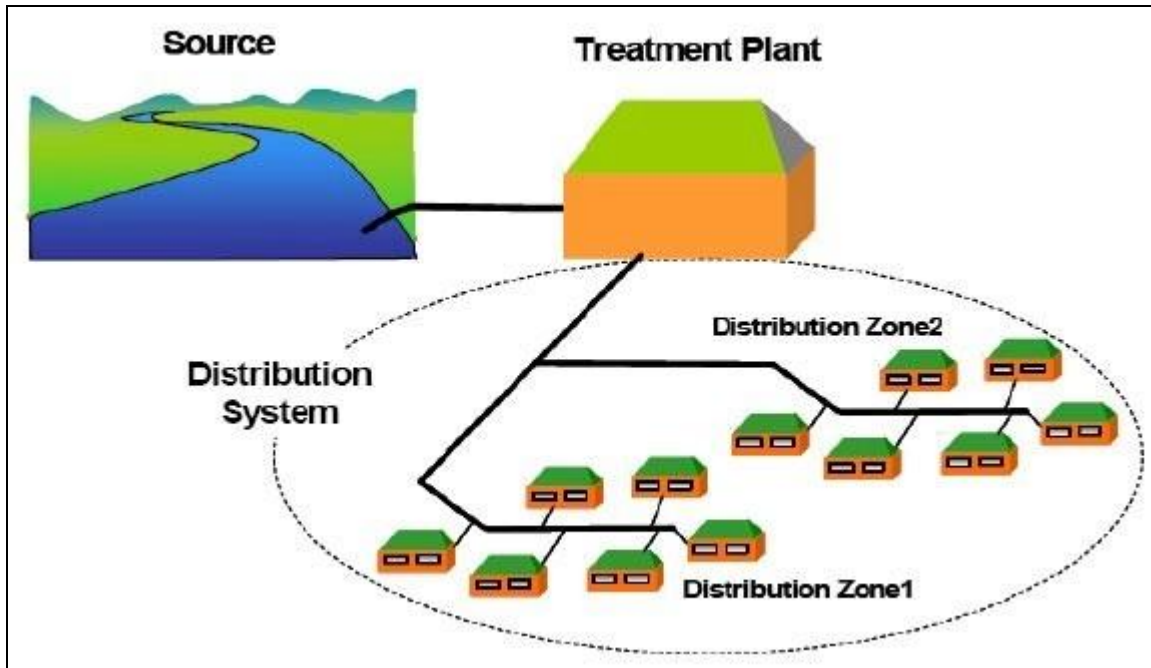 Source
Treatment Plant
Distribution Zone2
Distribution
System
Distribution Zone1